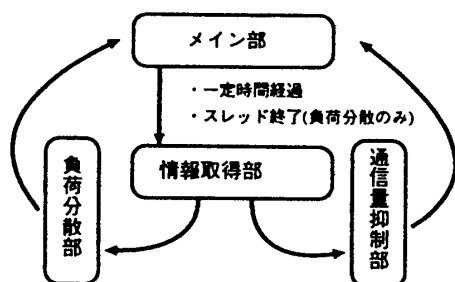 メイン部
・一定時間経過
・スレッド終了(負荷分散のみ)
情報取得部
負荷分散部
通信量抑制部